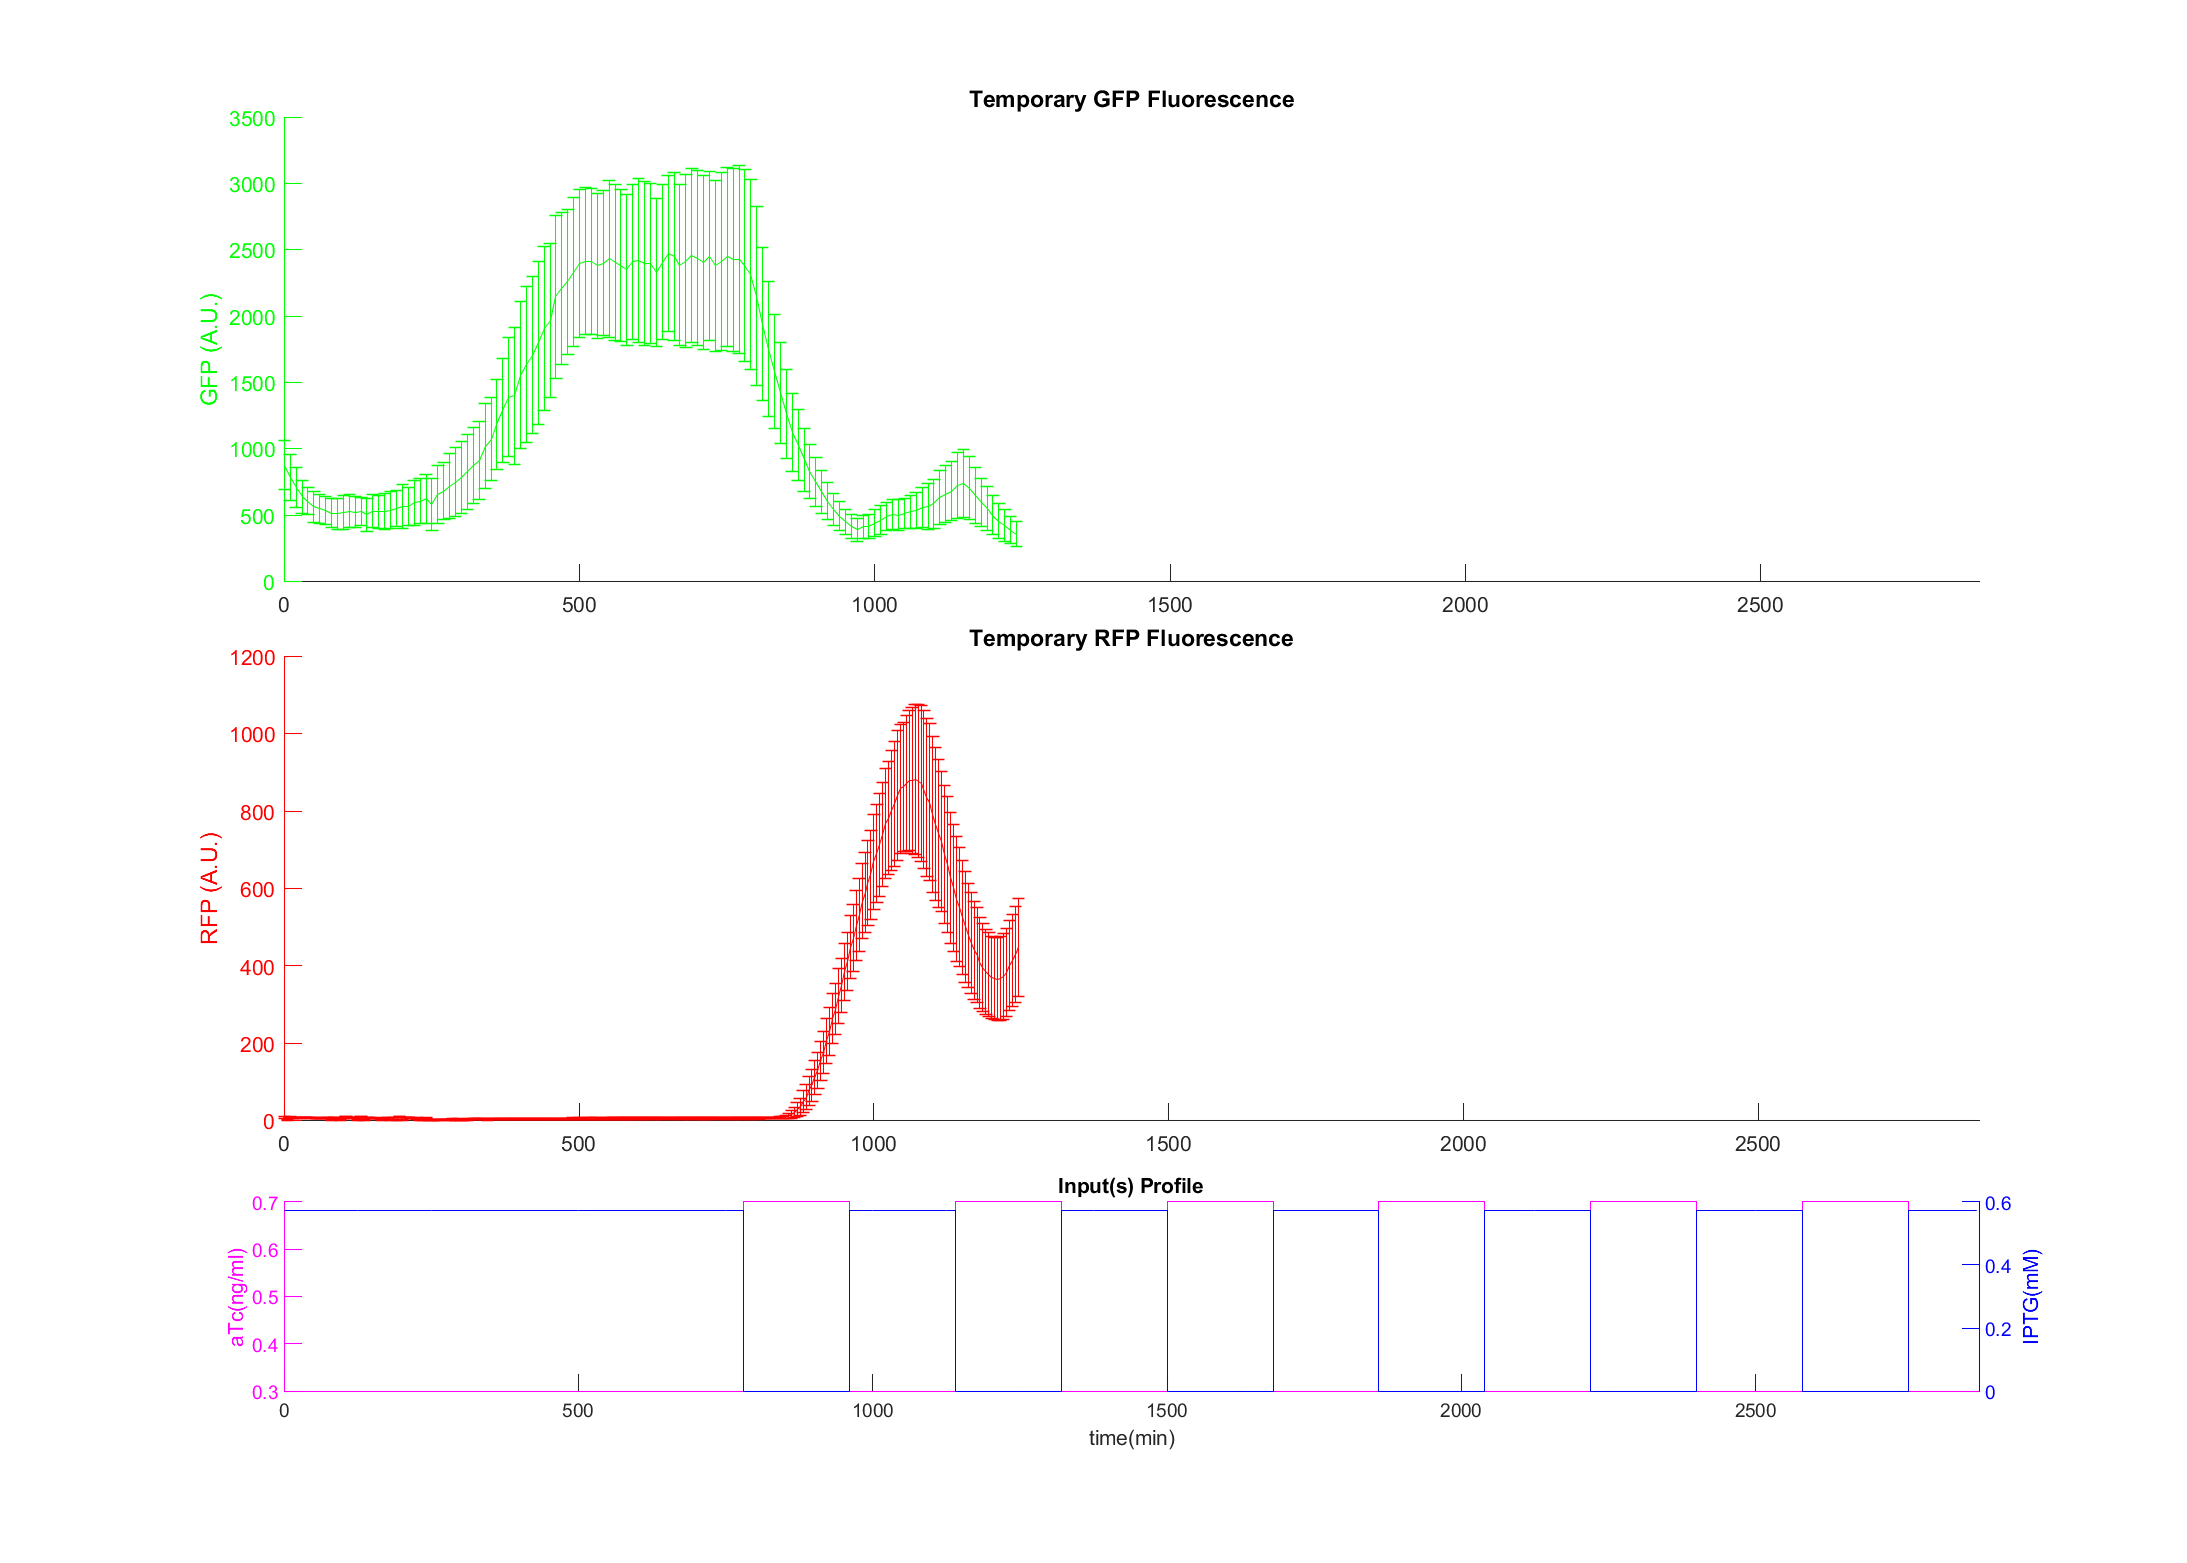 Temporary GFP Fluorescence
3500
3000
2500
2000
1500
1000
500
0
GFP (A.U.)
0 500 1000 1500 2000 2500
Temporary RFP Fluorescence
1200
1000
800
600
400
200
0
RFP (A.U.)
0 500 1000 1500 2000 2500
Input(s) Profile
0.7
0.6
0.5
0.4
0.3
aTc(ng/ml)
0.6
0.4
0.2
0
IPTG(mM)
0 500 1000 1500 2000 2500
time(min)